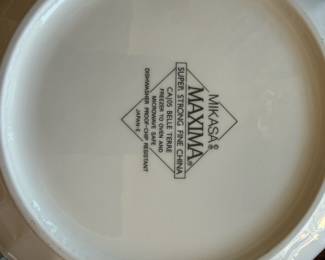 MIKASA®
MAXIMA®
SUPER STRONG FINE CHINA
CAJ05 BELLE TERRE
FREEZER TO OVEN AND
MICROWAVE SAFE
DISHWASHER PROOF-CHIP RESISTANT
JAPAN-E